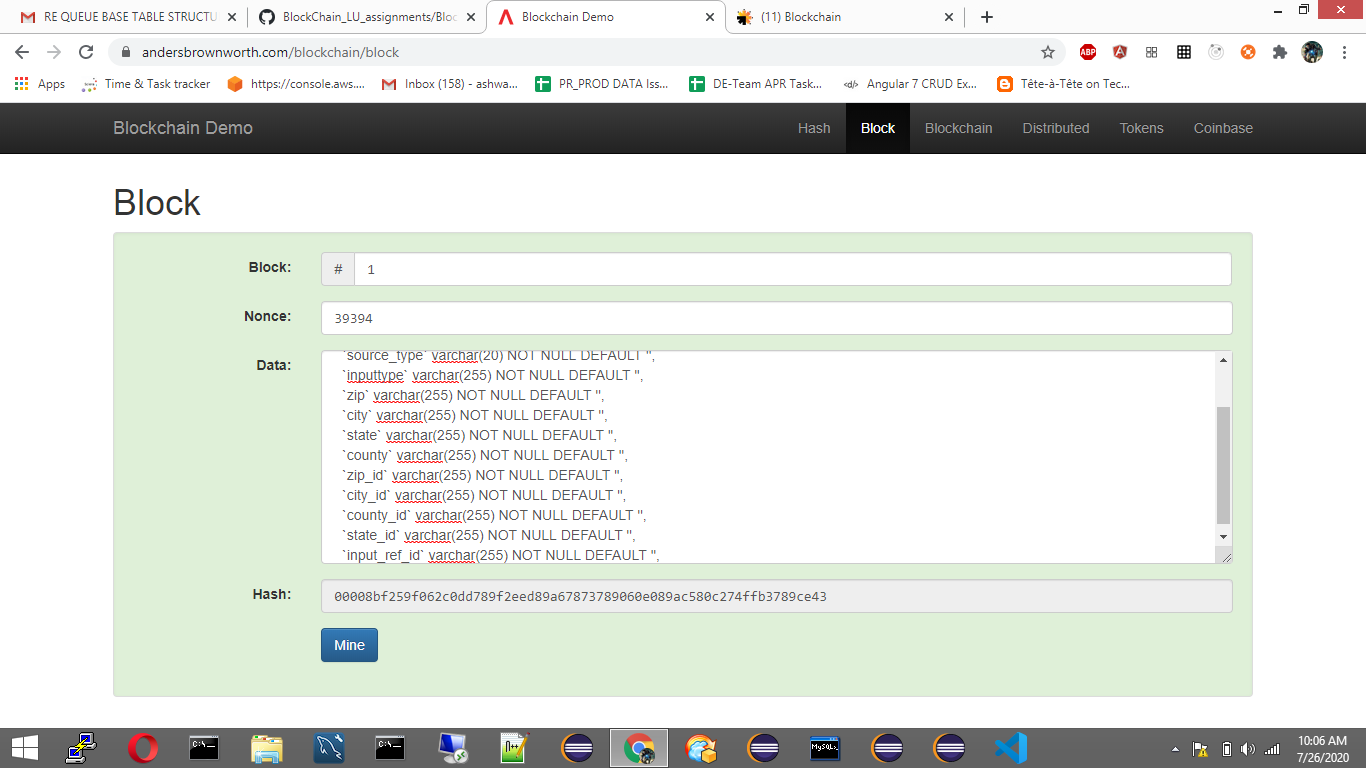 RE QUEUE BASE TABLE STRUCTU
BlockChain_LU_assignments/Bloc
Blockchain Demo
(11) Blockchain
andersbrownworth.com/blockchain/block
ABP
Apps
Time & Task tracker
https://console.aws....
Inbox (158) - ashwa...
PR_PROD DATA Iss...
DE-Team APR Task...
Angular 7 CRUD Ex...
Tête-à-Tête on Tec...
Blockchain Demo
Hash
Block
Blockchain
Distributed
Tokens
Coinbase
Block
Block:
# 1
Nonce:
39394
Data:
`source_type` varchar(20) NOT NULL DEFAULT '',
`inputtype` varchar(255) NOT NULL DEFAULT '',
`zip` varchar(255) NOT NULL DEFAULT '',
`city` varchar(255) NOT NULL DEFAULT '',
`state` varchar(255) NOT NULL DEFAULT '',
`county` varchar(255) NOT NULL DEFAULT '',
`zip_id` varchar(255) NOT NULL DEFAULT '',
`city_id` varchar(255) NOT NULL DEFAULT '',
`county_id` varchar(255) NOT NULL DEFAULT '',
`state_id` varchar(255) NOT NULL DEFAULT '',
`input_ref_id` varchar(255) NOT NULL DEFAULT '',
Hash:
00008bf259f062c0dd789f2eed89a67873789060e089ac580c274ffb3789ce43
Mine
10:06 AM
7/26/2020